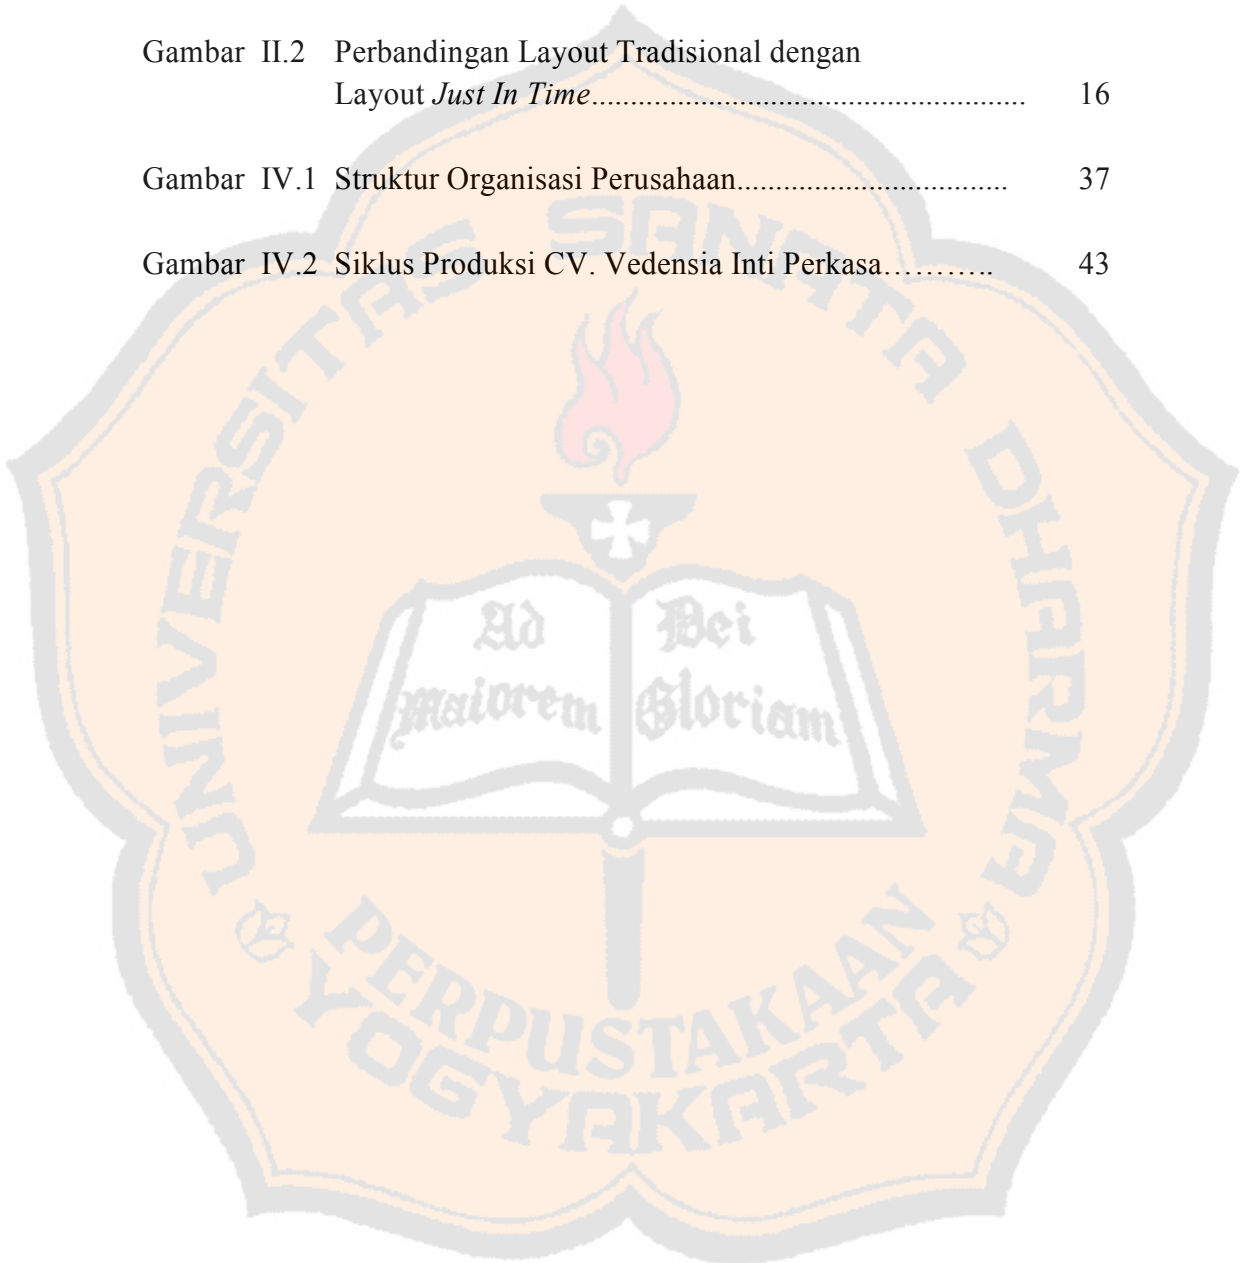 Gambar II.2 Perbandingan Layout Tradisional dengan
Layout Just In Time........................................................ 16
Gambar IV.1 Struktur Organisasi Perusahaan................................... 37
Gambar IV.2 Siklus Produksi CV. Vedensia Inti Perkasa……….. 43
UNIVERSITAS SANATA DHARMA
Ad Dei
Maiorem Gloriam
PERPUSTAKAAN
YOGYAKARTA